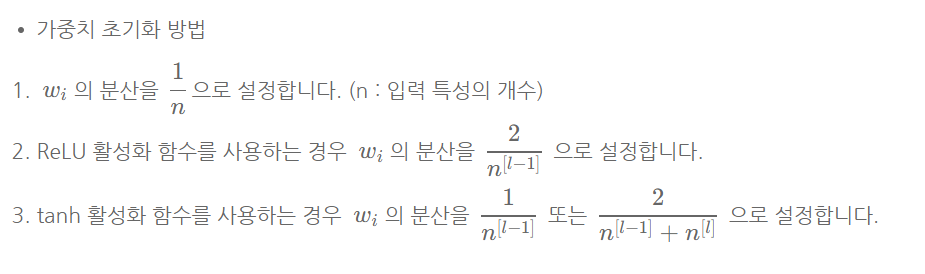 • 가중치 초기화 방법
1. $w_i$ 의 분산을 $\frac{1}{n}$ 으로 설정합니다. (n : 입력 특성의 개수)
2. ReLU 활성화 함수를 사용하는 경우 $w_i$ 의 분산을 $\frac{2}{n^{[l-1]}}$ 으로 설정합니다.
3. tanh 활성화 함수를 사용하는 경우 $w_i$ 의 분산을 $\frac{1}{n^{[l-1]}}$ 또는 $\frac{2}{n^{[l-1]} + n^{[l]}}$ 으로 설정합니다.